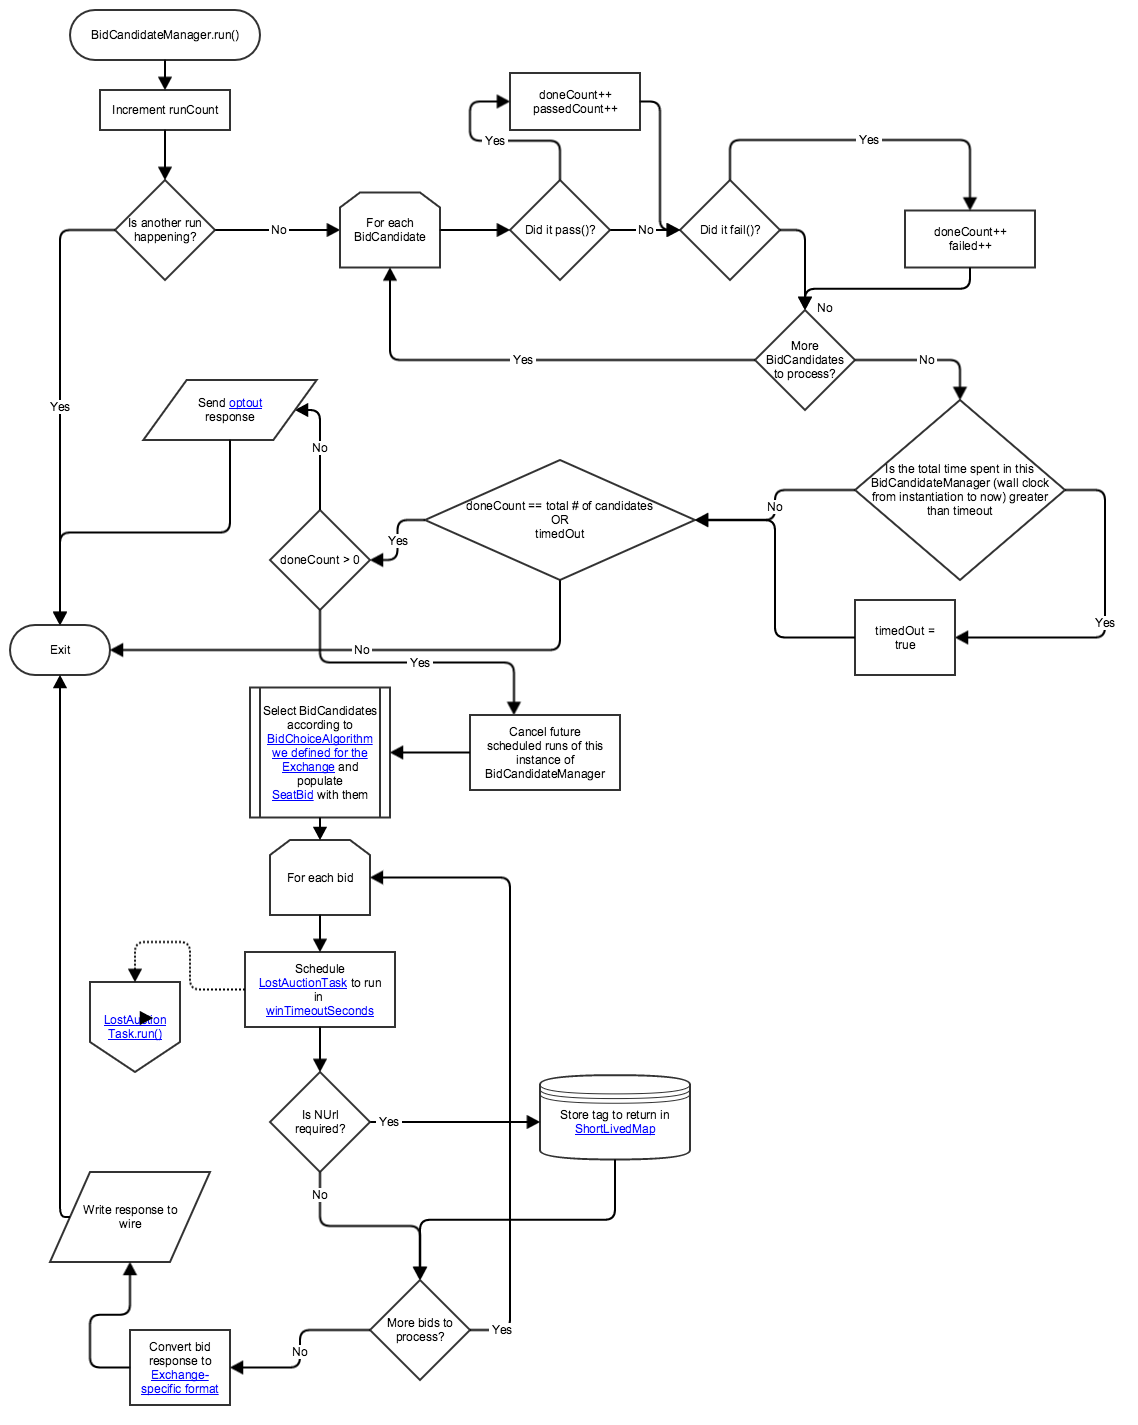 BidCandidateManager.run()
Increment runCount
Is another run
happening?
No
Yes
For each
BidCandidate
Did it pass()?
Yes
No
doneCount++
passedCount++
Did it fail()?
Yes
No
doneCount++
failed++
More
BidCandidates
to process?
Yes
No
Is the total time spent in this
BidCandidateManager (wall clock
from instantiation to now) greater
than timeout
No
Yes
timedOut =
true
doneCount == total # of candidates
OR
timedOut
Yes
No
doneCount > 0
No
Yes
Send optout
response
Exit
Cancel future
scheduled runs of this
instance of
BidCandidateManager
Select BidCandidates
according to
BidChoiceAlgorithm
we defined for the
Exchange and
populate
SeatBid with them
For each bid
Schedule
LostAuctionTask to run
in
winTimeoutSeconds
LostAuction
Task.run()
Is NUrl
required?
Yes
No
Store tag to return in
ShortLivedMap
More bids to
process?
Yes
No
Convert bid
response to
Exchange-
specific format
Write response to
wire